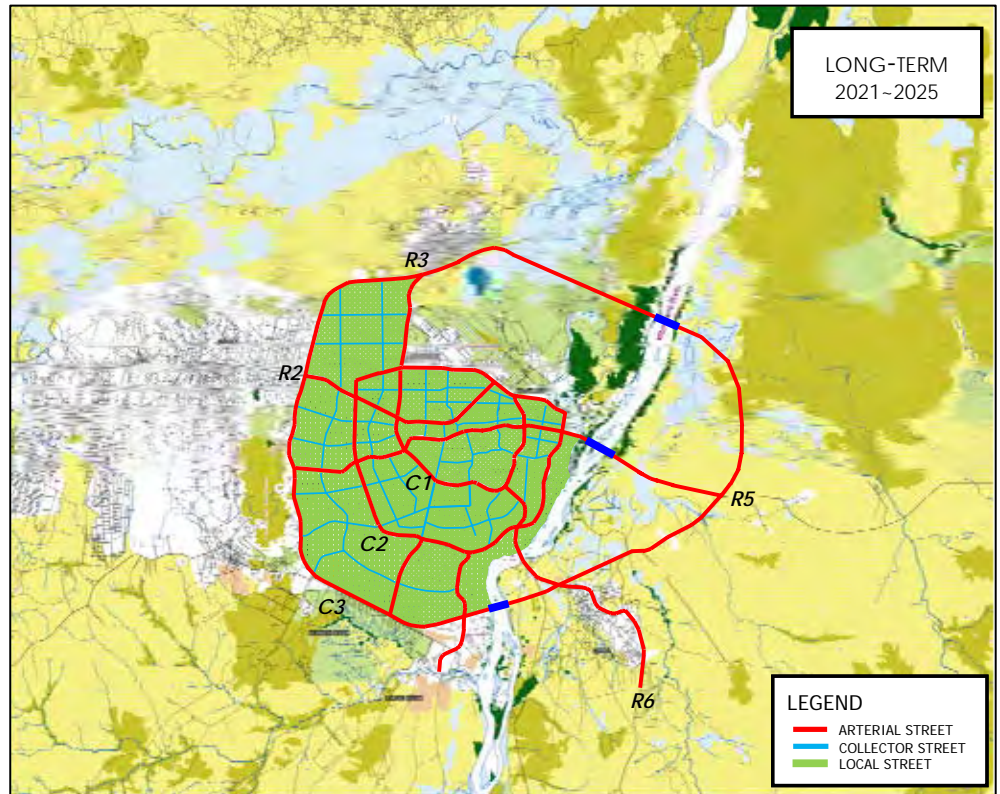 LONG-TERM
2021~2025
R3
R2
C1
R5
C2
C3
R6
LEGEND
ARTERIAL STREET
COLLECTOR STREET
LOCAL STREET